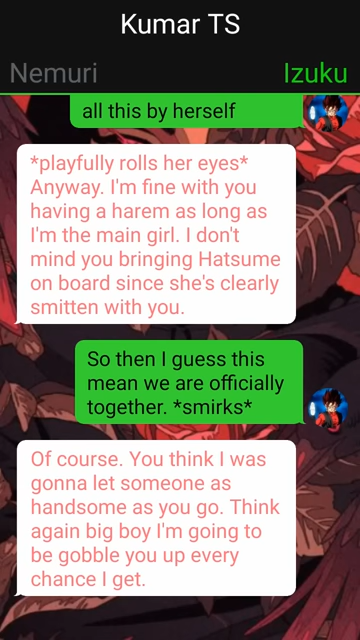 Kumar TS
Nemuri
Izuku
all this by herself
*playfully rolls her eyes*
Anyway. I'm fine with you
having a harem as long as
I'm the main girl. I don't
mind you bringing Hatsume
on board since she's clearly
smitten with you.
So then I guess this
mean we are officially
together. *smirks*
Of course. You think I was
gonna let someone as
handsome as you go. Think
again big boy I'm going to
be gobble you up every
chance I get.